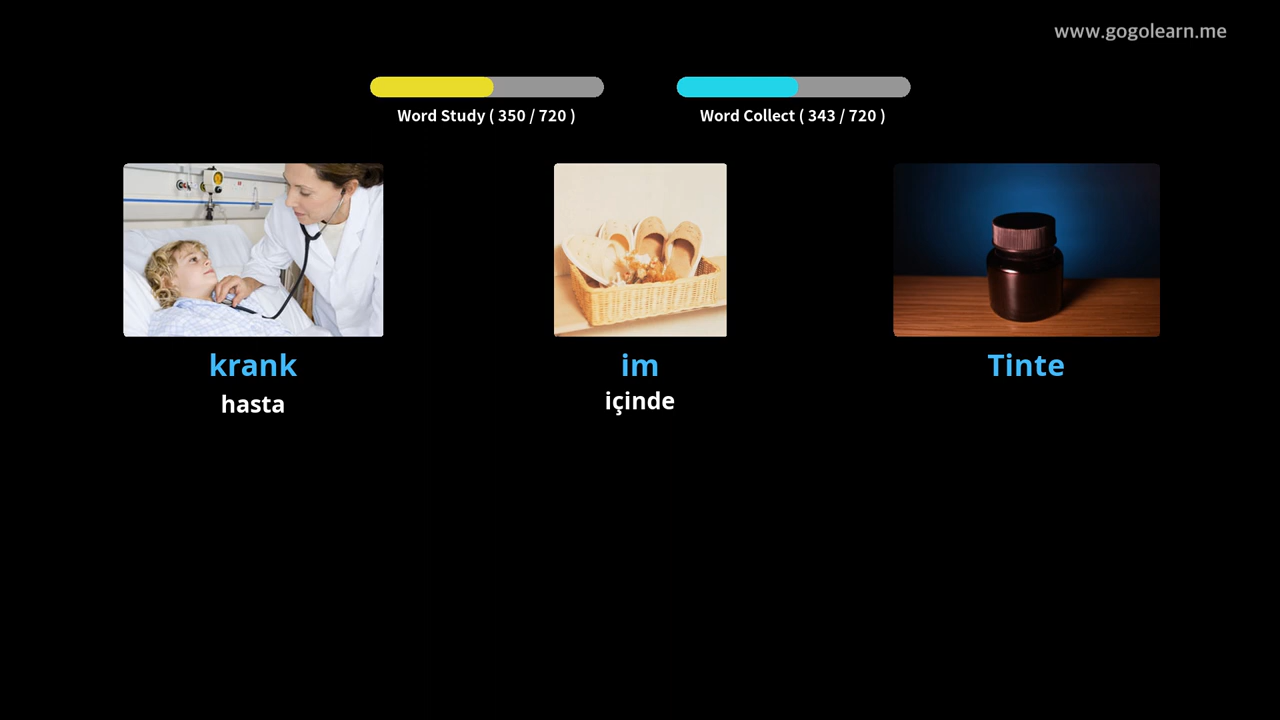 www.gogolearn.me
Word Study ( 350 / 720 )
Word Collect ( 343 / 720 )
krank
hasta
im
içinde
Tinte